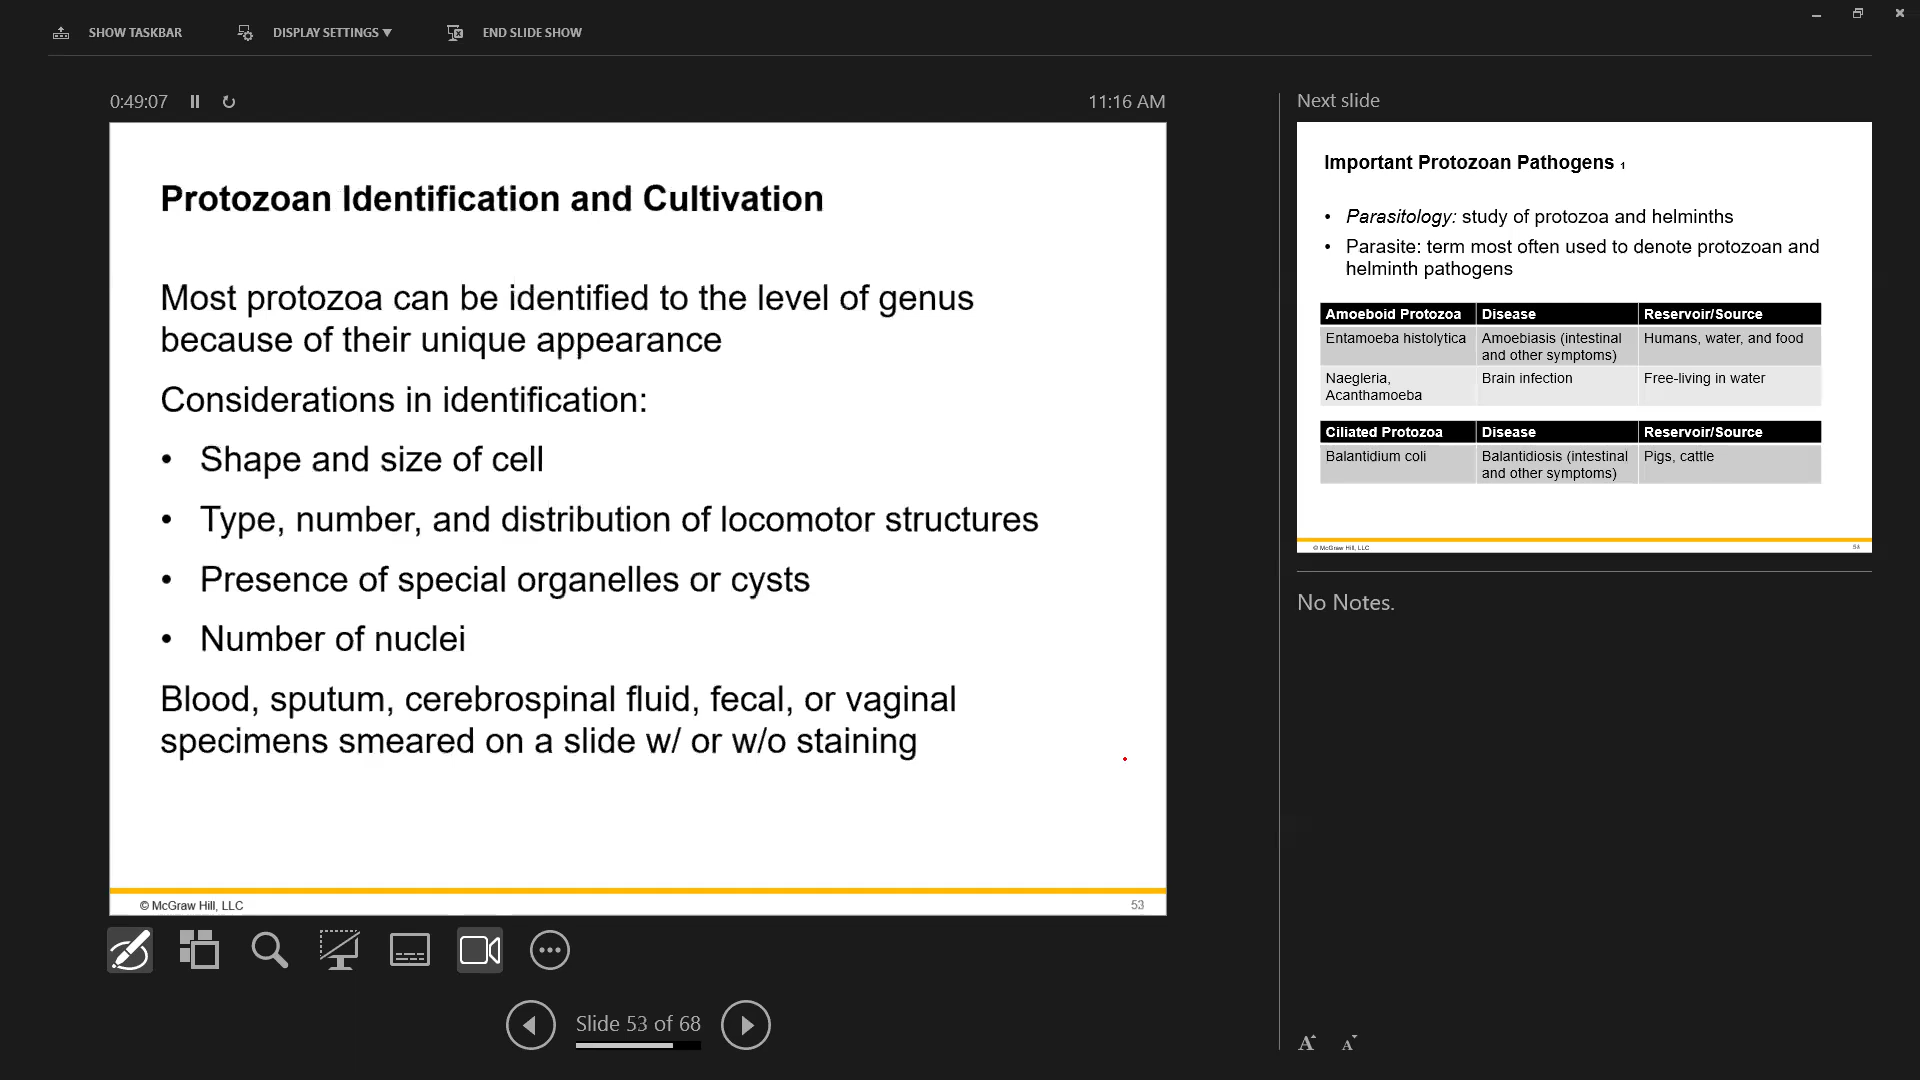 SHOW TASKBAR
DISPLAY SETTINGS ▼
END SLIDE SHOW
0:49:07
11:16 AM
Protozoan Identification and Cultivation
Most protozoa can be identified to the level of genus
because of their unique appearance
Considerations in identification:
• Shape and size of cell
• Type, number, and distribution of locomotor structures
• Presence of special organelles or cysts
• Number of nuclei
Blood, sputum, cerebrospinal fluid, fecal, or vaginal
specimens smeared on a slide w/ or w/o staining
© McGraw Hill, LLC
53
Slide 53 of 68
Next slide
Important Protozoan Pathogens 1
• Parasitology: study of protozoa and helminths
• Parasite: term most often used to denote protozoan and
helminth pathogens
Amoeboid Protozoa Disease Reservoir/Source
Entamoeba histolytica Amoebiasis (intestinal Humans, water, and food
and other symptoms)
Naegleria, Brain infection Free-living in water
Acanthamoeba
Ciliated Protozoa Disease Reservoir/Source
Balantidium coli Balantidiosis (intestinal Pigs, cattle
and other symptoms)
© McGraw Hill, LLC
54
No Notes.
A A